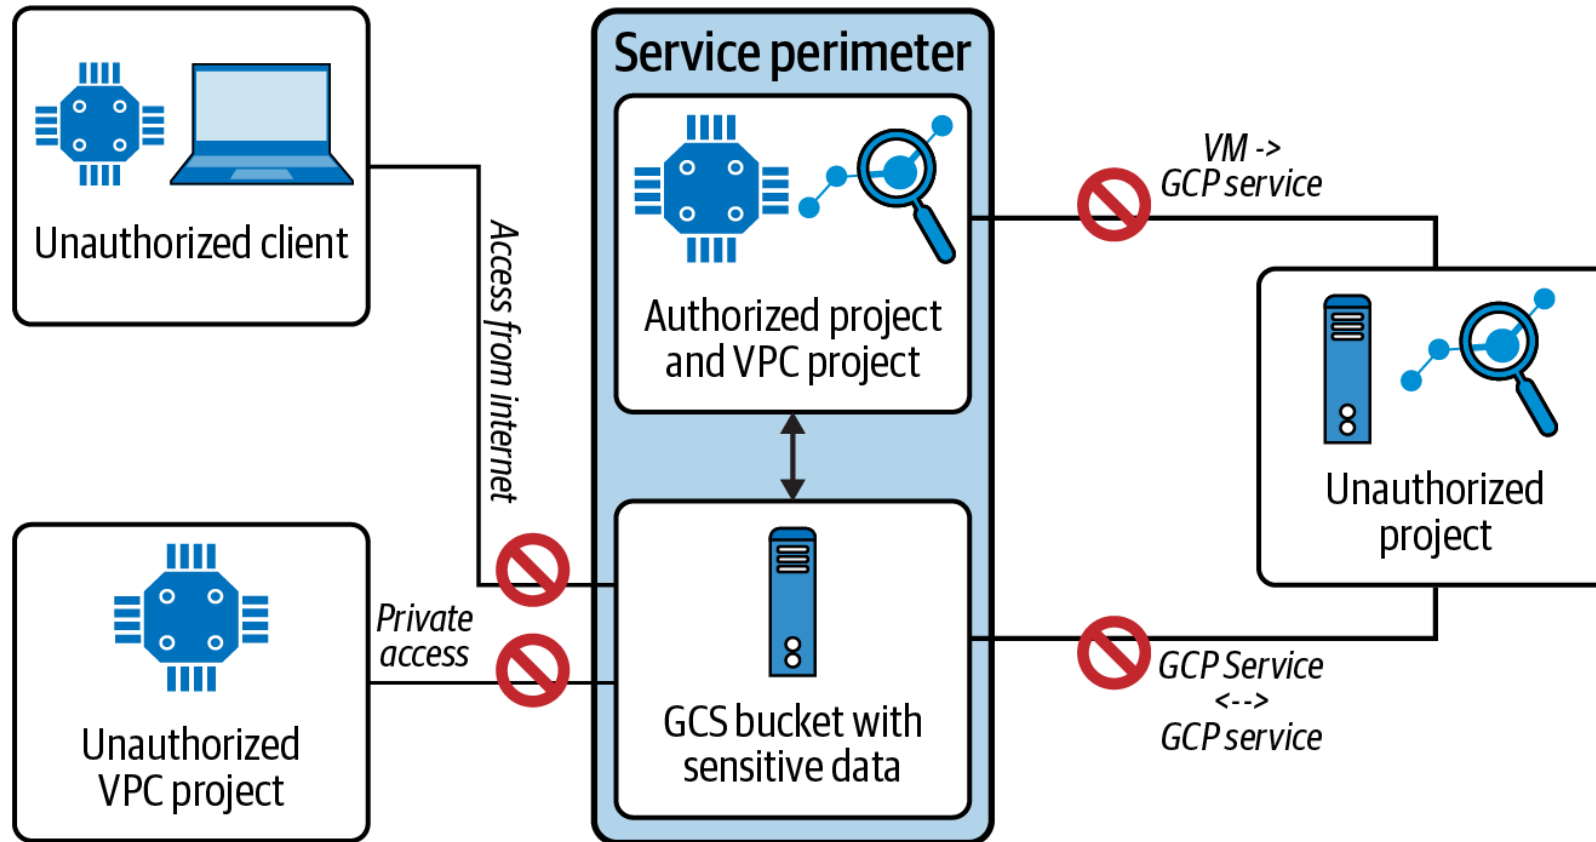 Service perimeter
Unauthorized client
Access from internet
Authorized project
and VPC project
VM ->
GCP service
Unauthorized
project
Private
access
Unauthorized
VPC project
GCS bucket with
sensitive data
GCP Service
<-->
GCP service